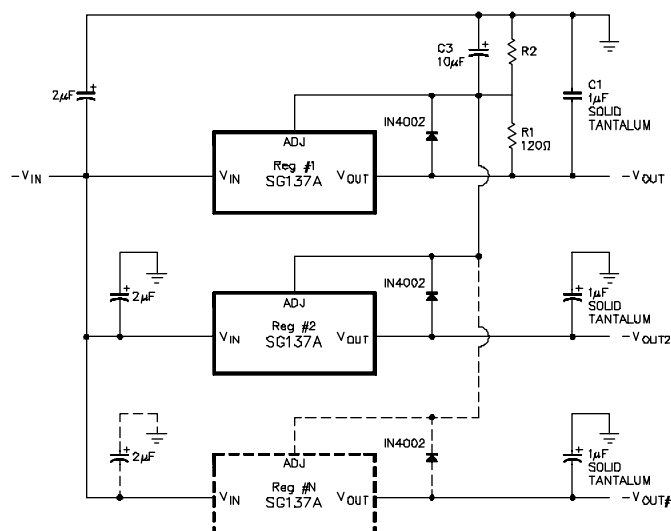 C3
10μF
R2
2μF
C1
1μF
SOLID
TANTALUM
IN4002
R1
120Ω
ADJ
Reg #1
SG137A
VIN
VOUT
-VIN
-VOUT
2μF
IN4002
1μF
SOLID
TANTALUM
ADJ
Reg #2
SG137A
VIN
VOUT
-VOUT2
2μF
IN4002
1μF
SOLID
TANTALUM
ADJ
Reg #N
SG137A
VIN
VOUT
-VOUT#